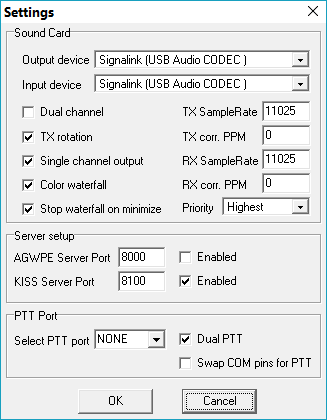 Settings
Sound Card
Output device Signalink (USB Audio CODEC )
Input device Signalink (USB Audio CODEC )
Dual channel TX SampleRate 11025
TX rotation TX corr. PPM 0
Single channel output RX SampleRate 11025
Color waterfall RX corr. PPM 0
Stop waterfall on minimize Priority Highest
Server setup
AGWPE Server Port 8000 Enabled
KISS Server Port 8100 Enabled
PTT Port
Select PTT port NONE Dual PTT
Swap COM pins for PTT
OK Cancel